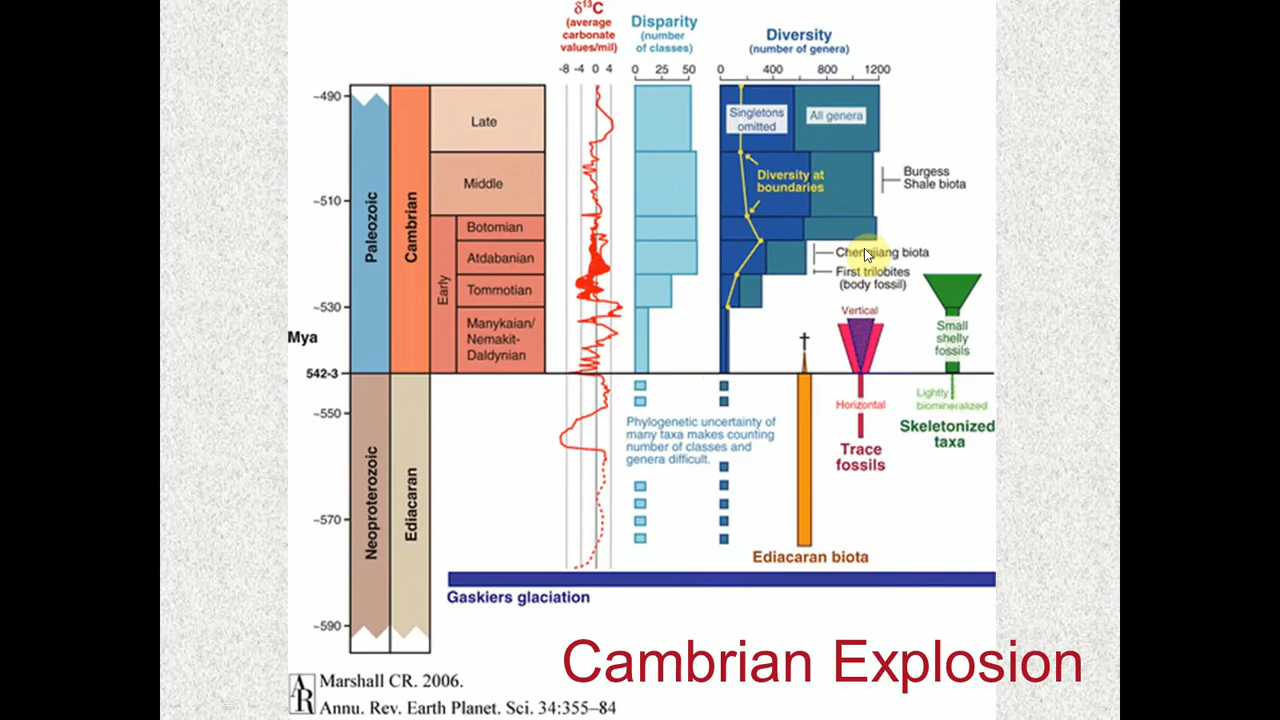 δ13C
(average
carbonate
values/mil)
Disparity
(number
of classes)
Diversity
(number of genera)
-8 -4 0 4
0 25 50
0 400 800 1200
~490
~510
~530
Mya
542-3
~550
~570
~590
Paleozoic
Neoproterozoic
Cambrian
Ediacaran
Late
Middle
Early
Botomian
Atdabanian
Tommotian
Manykaian/
Nemakit-
Daldynian
Singletons
omitted
All genera
Diversity at
boundaries
Burgess
Shale biota
biota
First trilobites
(body fossil)
Vertical
†
Small
shelly
fossils
Horizontal
Lightly
biomineralized
Trace
fossils
Skeletonized
taxa
Phylogenetic uncertainty of
many taxa makes counting
number of classes and
genera difficult.
Ediacaran biota
Gaskiers glaciation
Cambrian Explosion
AR
Marshall CR. 2006.
Annu. Rev. Earth Planet. Sci. 34:355–84